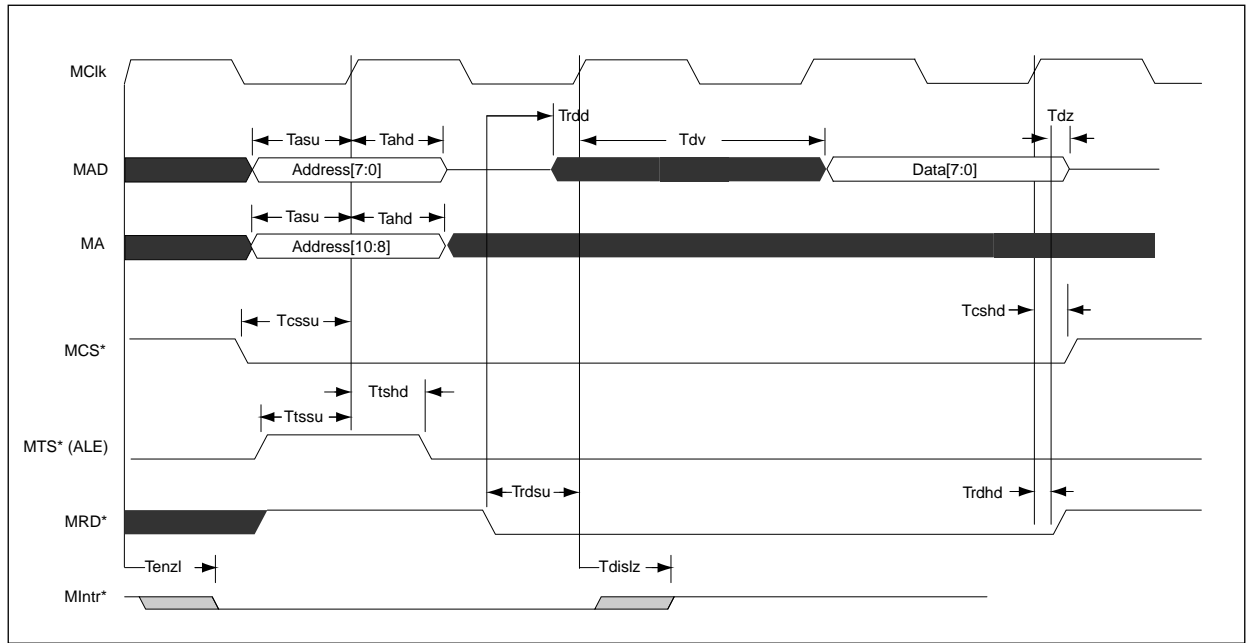 MClk
Trdd
Tdz
Tasu
Tahd
Tdv
MAD
Address[7:0]
Data[7:0]
Tasu
Tahd
MA
Address[10:8]
Tcssu
Tcshd
MCS*
Ttshd
Ttssu
MTS* (ALE)
Trdsu
Trdhd
MRD*
Tenzl
Tdislz
MIntr*